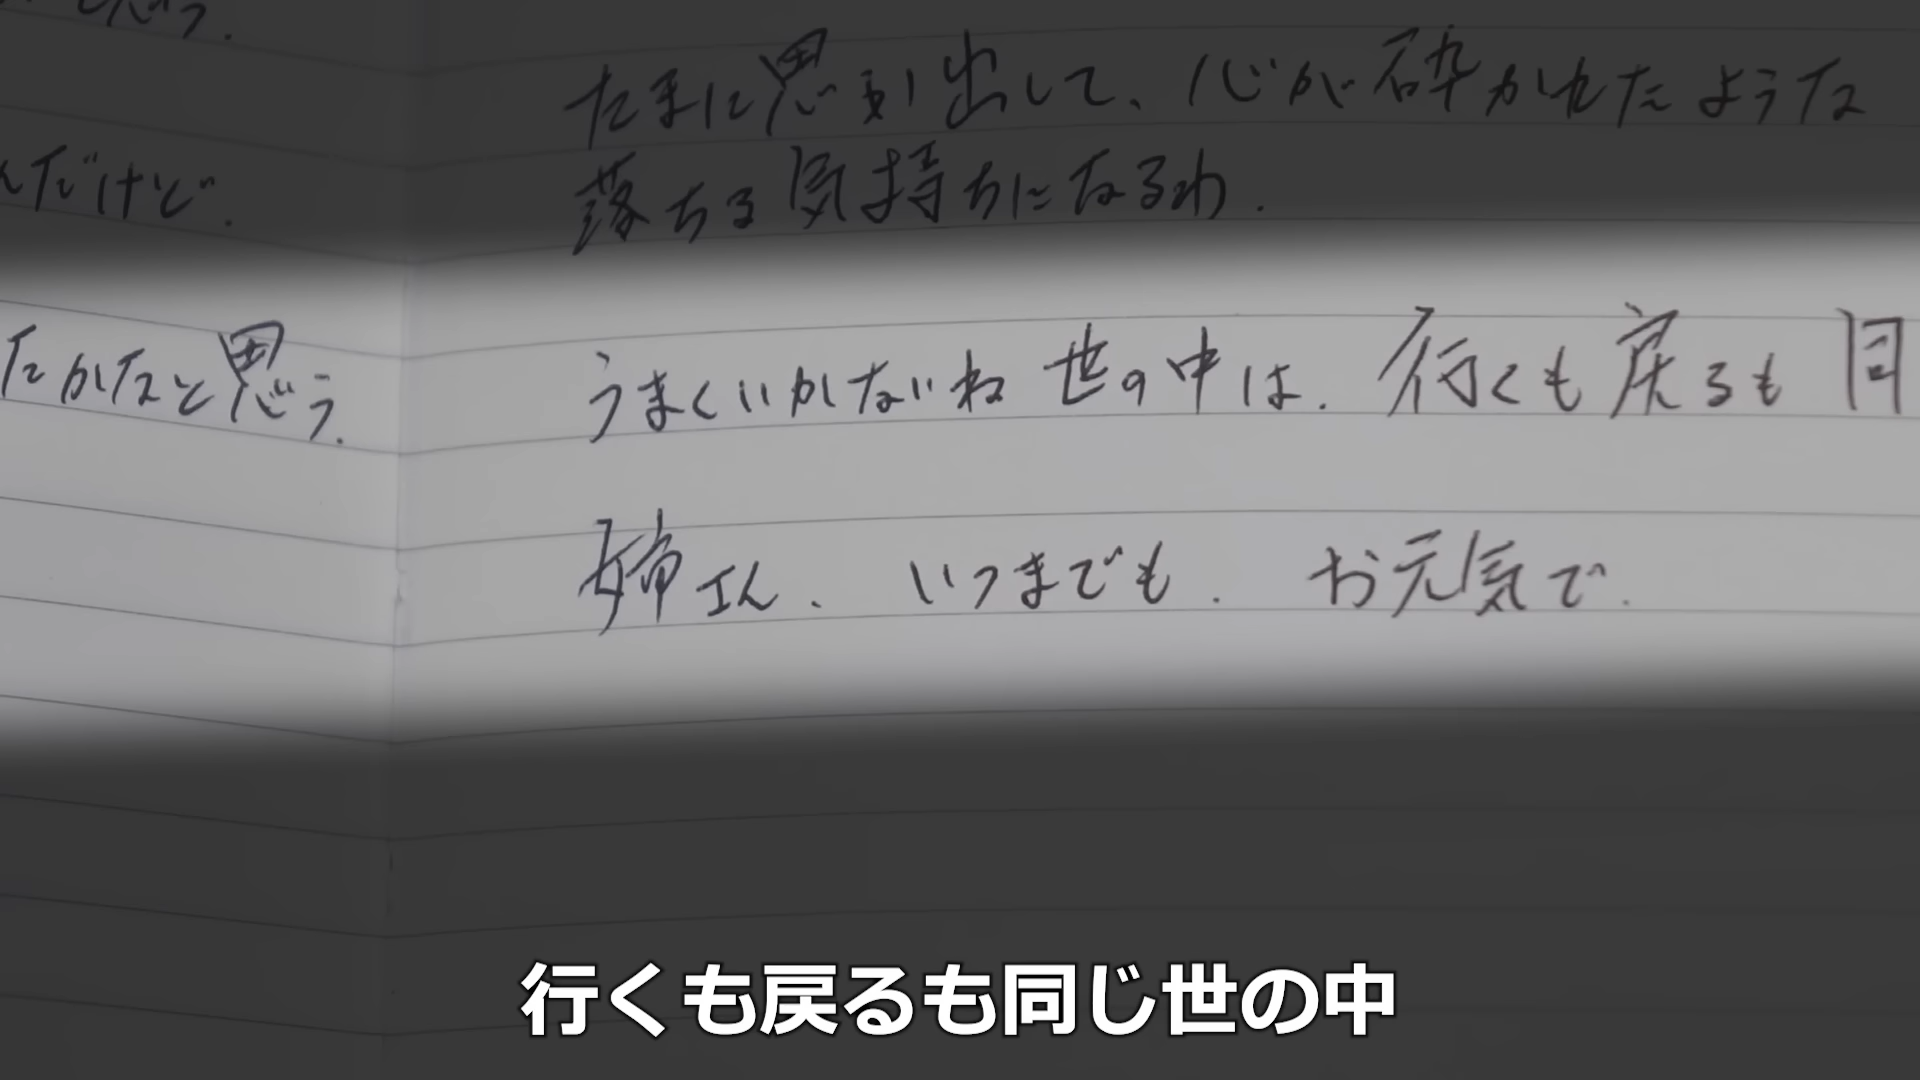 思う.
んだけど.
たかなと思う.
たまに思い出して、心が砕かれたような
落ちる気持ちになるわ.
うまくいかないね 世の中は. 行くも戻るも 同
姉さん. いつまでも. お元気で.
行くも戻るも同じ世の中